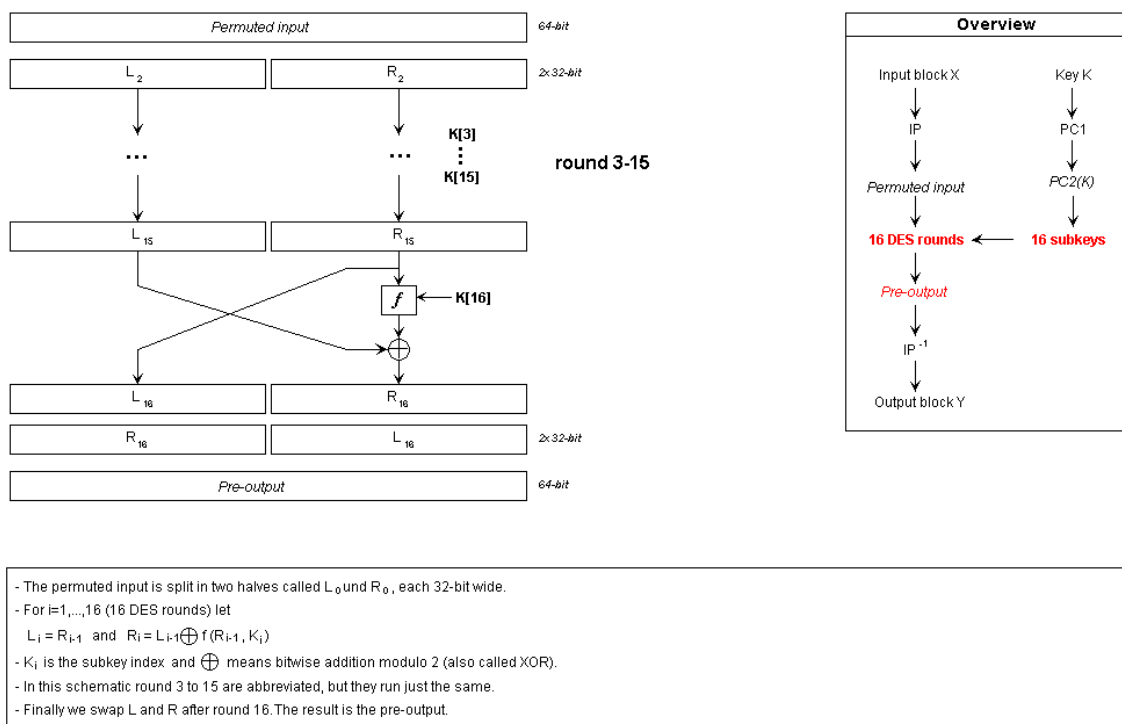 Permuted input 64-bit
L2 R2 2x 32-bit
... ... K[3]
⋮
K[15]
round 3-15
L15 R15
f K[16]
L16 R16
R16 L16 2x 32-bit
Pre-output 64-bit
Overview
Input block X Key K
IP PC1
Permuted input PC2(K)
16 DES rounds 16 subkeys
Pre-output
IP -1
Output block Y
- The permuted input is split in two halves called L0 und R0, each 32-bit wide.
- For i=1,...,16 (16 DES rounds) let
Li = Ri-1 and Ri = Li-1 ⊕ f (Ri-1, Ki)
- Ki is the subkey index and ⊕ means bitwise addition modulo 2 (also called XOR).
- In this schematic round 3 to 15 are abbreviated, but they run just the same.
- Finally we swap L and R after round 16. The result is the pre-output.